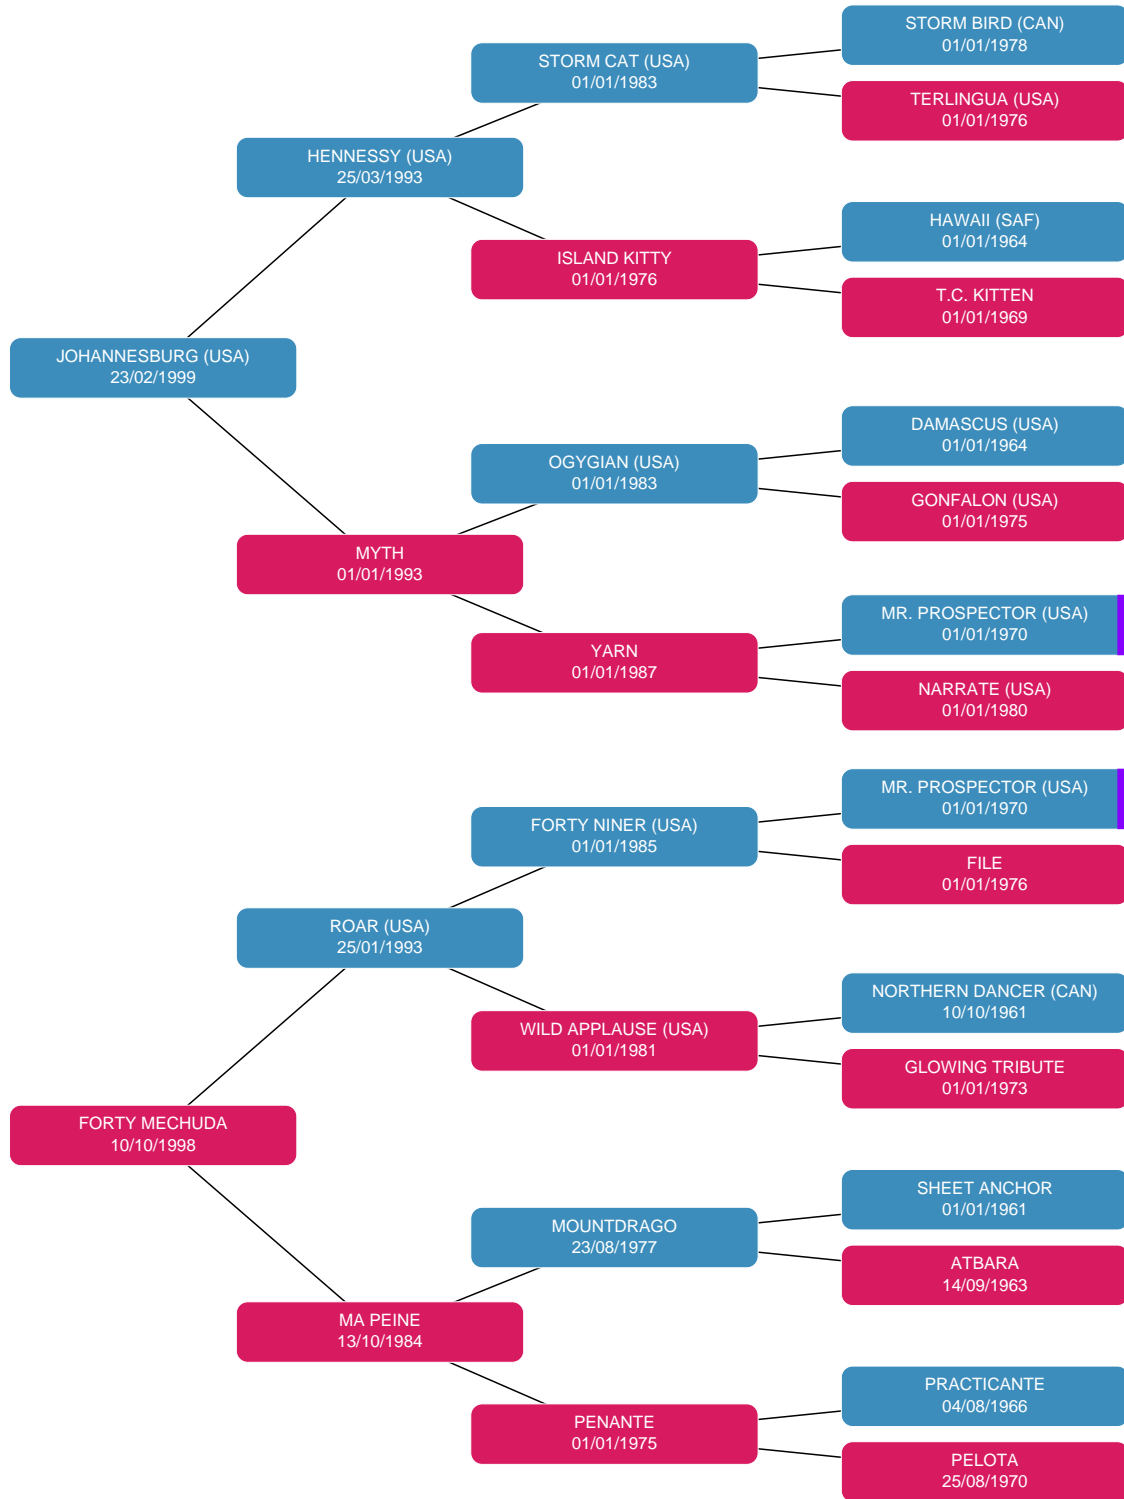 STORM BIRD (CAN)
01/01/1978
STORM CAT (USA)
01/01/1983
TERLINGUA (USA)
01/01/1976
HENNESSY (USA)
25/03/1993
HAWAII (SAF)
01/01/1964
ISLAND KITTY
01/01/1976
T.C. KITTEN
01/01/1969
JOHANNESBURG (USA)
23/02/1999
DAMASCUS (USA)
01/01/1964
OGYGIAN (USA)
01/01/1983
GONFALON (USA)
01/01/1975
MYTH
01/01/1993
MR. PROSPECTOR (USA)
01/01/1970
YARN
01/01/1987
NARRATE (USA)
01/01/1980
MR. PROSPECTOR (USA)
01/01/1970
FORTY NINER (USA)
01/01/1985
FILE
01/01/1976
ROAR (USA)
25/01/1993
NORTHERN DANCER (CAN)
10/10/1961
WILD APPLAUSE (USA)
01/01/1981
GLOWING TRIBUTE
01/01/1973
FORTY MECHUDA
10/10/1998
SHEET ANCHOR
01/01/1961
MOUNTDRAGO
23/08/1977
ATBARA
14/09/1963
MA PEINE
13/10/1984
PRACTICANTE
04/08/1966
PENANTE
01/01/1975
PELOTA
25/08/1970